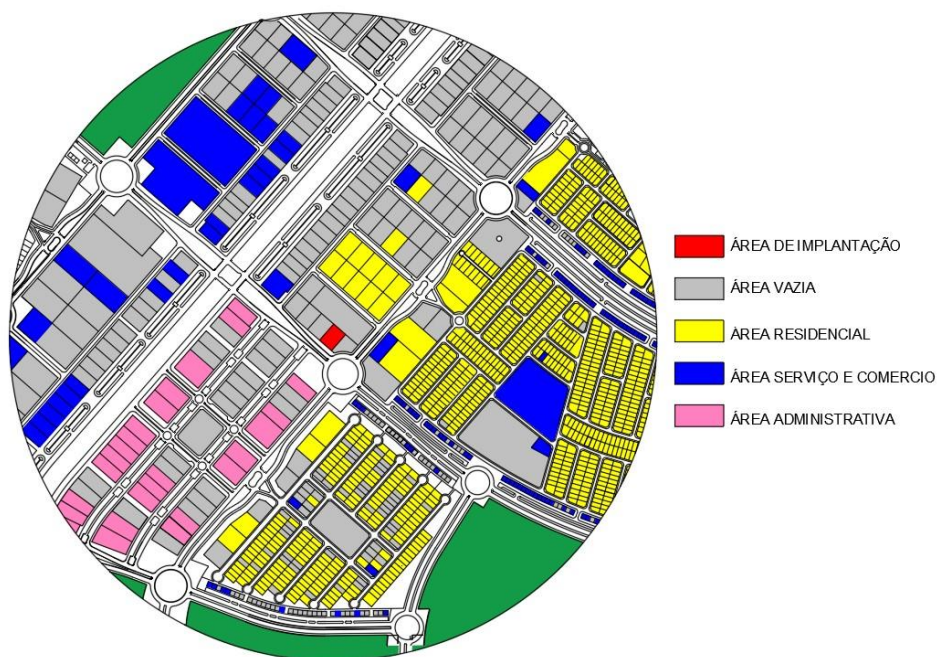 ÁREA DE IMPLANTAÇÃO
ÁREA VAZIA
ÁREA RESIDENCIAL
ÁREA SERVIÇO E COMERCIO
ÁREA ADMINISTRATIVA